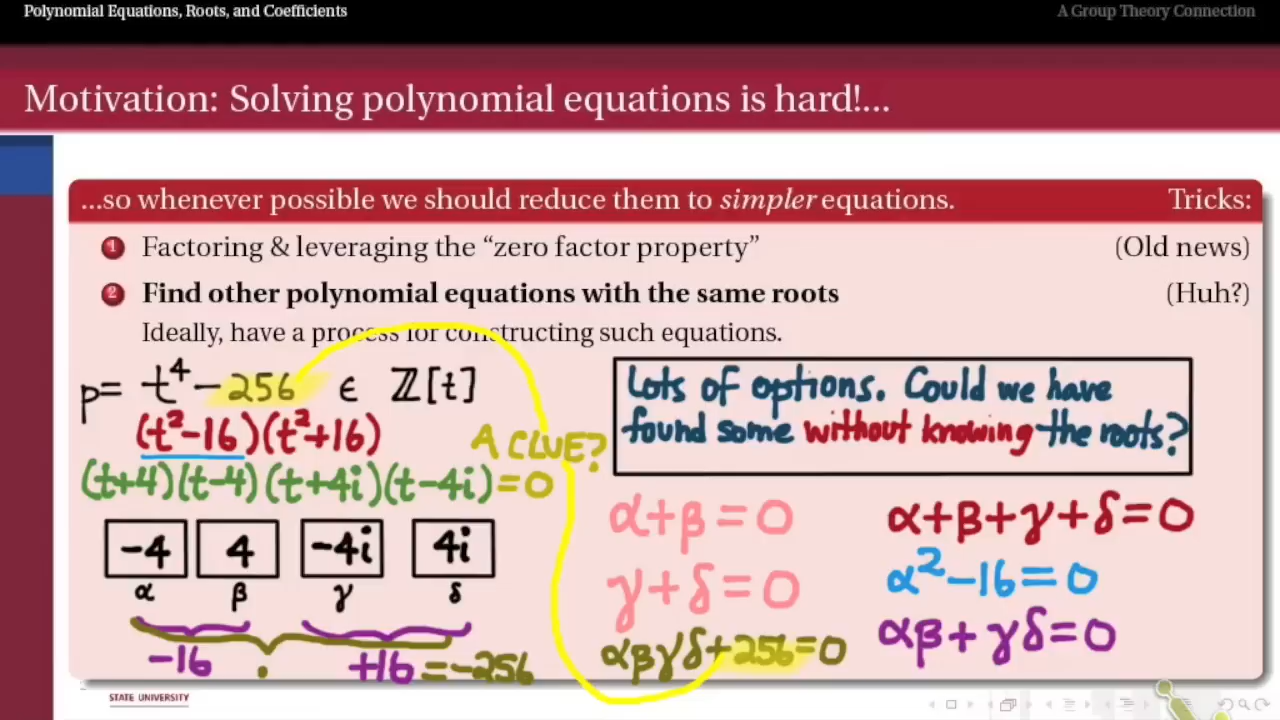 Polynomial Equations, Roots, and Coefficients
A Group Theory Connection
Motivation: Solving polynomial equations is hard!...
...so whenever possible we should reduce them to simpler equations. Tricks:
1 Factoring & leveraging the “zero factor property” (Old news)
2 Find other polynomial equations with the same roots (Huh?)
Ideally, have a process for constructing such equations.
p= t⁴-256 ∈ ℤ[t]
(t²-16)(t²+16)
A CLUE?
(t+4)(t-4)(t+4i)(t-4i)=0
-4 4 -4i 4i
α β γ δ
-16 · +16 = -256
Lots of options. Could we have
found some without knowing the roots?
α+β=0
γ+δ=0
αβγδ+256=0
α+β+γ+δ=0
α²-16=0
αβ+γδ=0
STATE UNIVERSITY